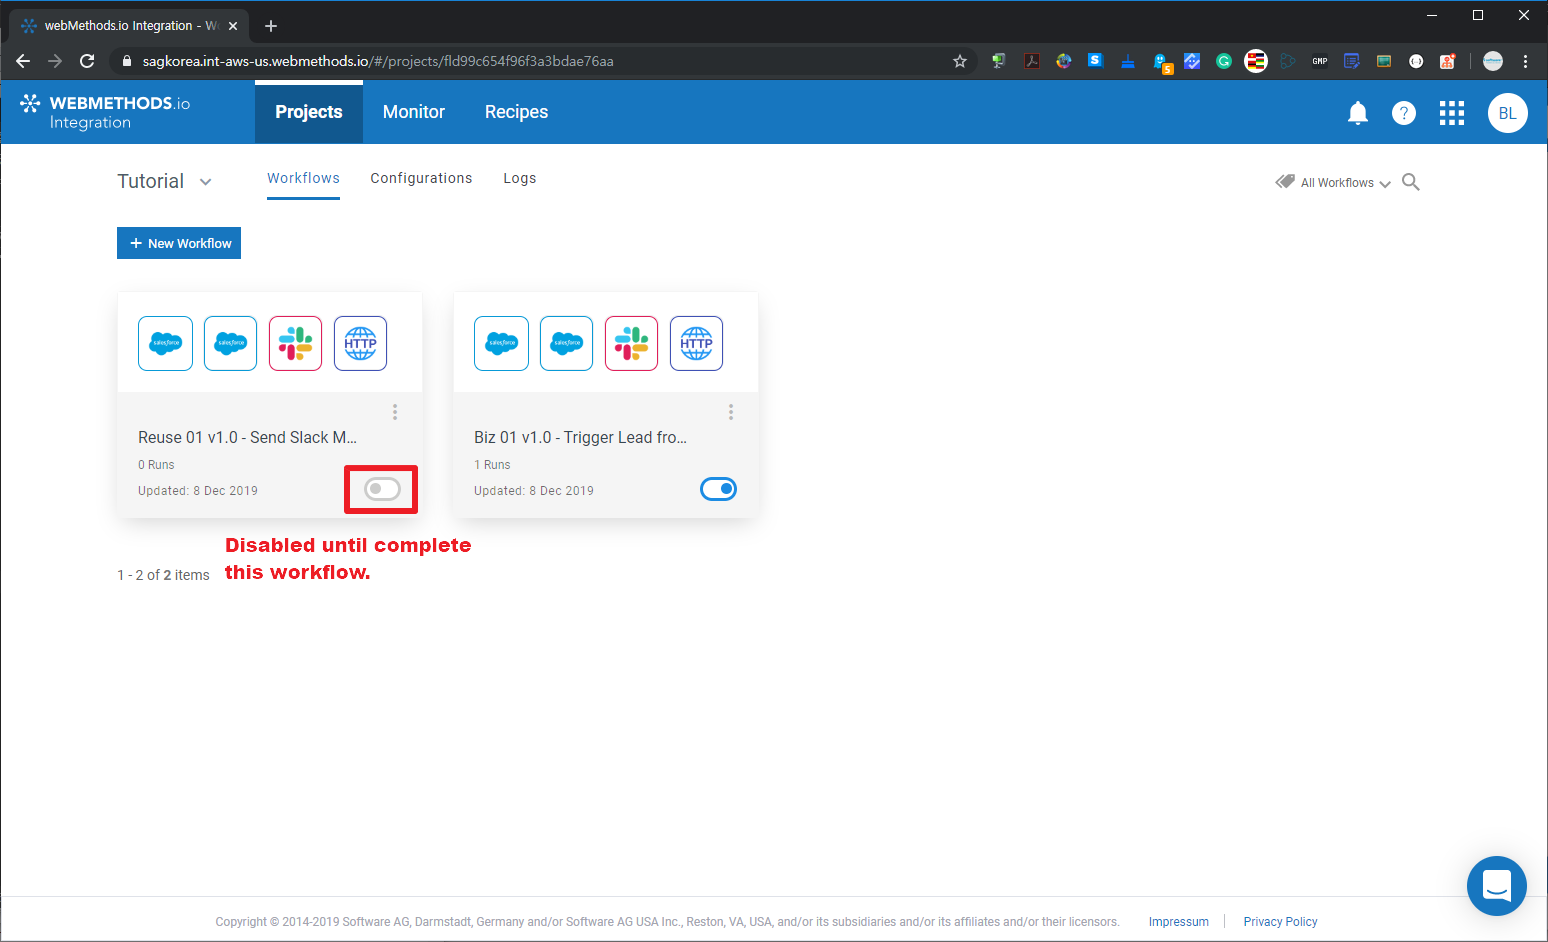 webMethods.io Integration - W
sagkorea.int-aws-us.webmethods.io/#/projects/fld99c654f96f3a3bdae76aa
S
5
G
GMP
WEBMETHODS.io
Integration
Projects
Monitor
Recipes
?
BL
Tutorial
Workflows
Configurations
Logs
All Workflows
+ New Workflow
salesforce
salesforce
HTTP
salesforce
salesforce
HTTP
Reuse 01 v1.0 - Send Slack M...
Biz 01 v1.0 - Trigger Lead fro...
0 Runs
1 Runs
Updated: 8 Dec 2019
Updated: 8 Dec 2019
Disabled until complete
this workflow.
1 - 2 of 2 items
Copyright © 2014-2019 Software AG, Darmstadt, Germany and/or Software AG USA Inc., Reston, VA, USA, and/or its subsidiaries and/or its affiliates and/or their licensors.
Impressum
Privacy Policy